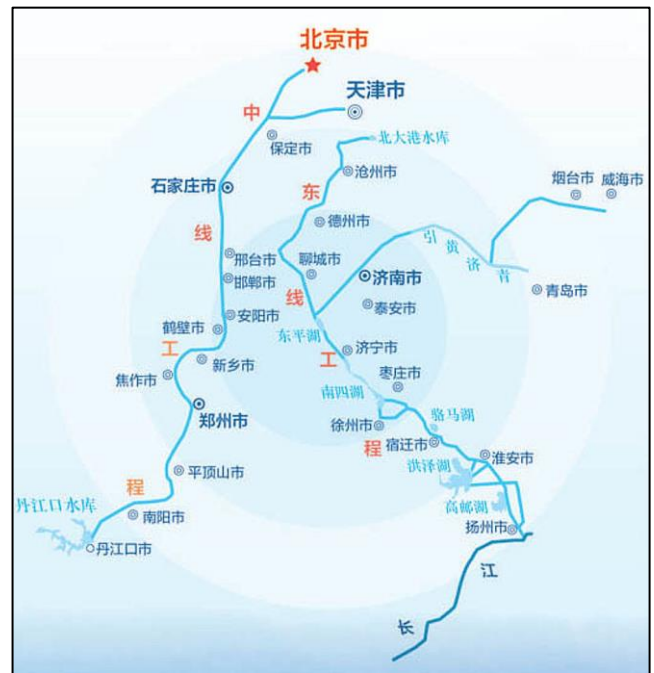 北京市
天津市
中
保定市
北大港水库
沧州市
石家庄市
东
烟台市
威海市
德州市
线
引黄济青
邢台市
聊城市
济南市
邯郸市
青岛市
线
泰安市
安阳市
鹤壁市
东平湖
工
工
济宁市
新乡市
焦作市
枣庄市
南四湖
郑州市
骆马湖
徐州市
宿迁市
程
淮安市
洪泽湖
平顶山市
程
高邮湖
丹江口水库
南阳市
扬州市
丹江口市
长江